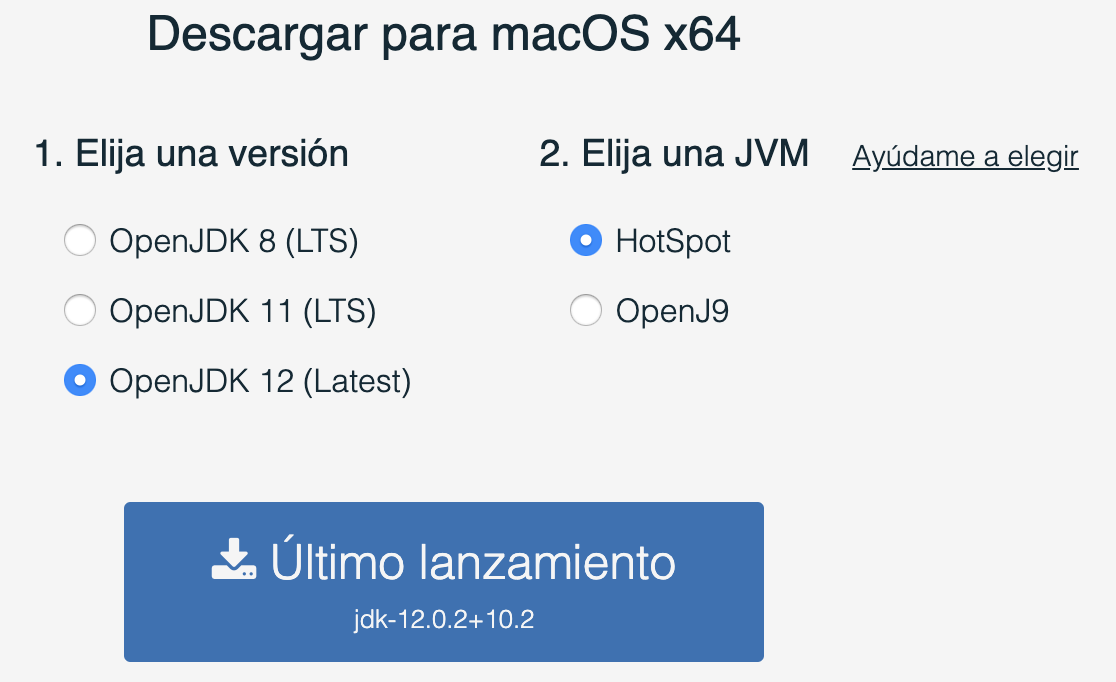 Descargar para macOS x64
1. Elija una versión
2. Elija una JVM
Ayúdame a elegir
OpenJDK 8 (LTS)
OpenJDK 11 (LTS)
OpenJDK 12 (Latest)
HotSpot
OpenJ9
Último lanzamiento
jdk-12.0.2+10.2